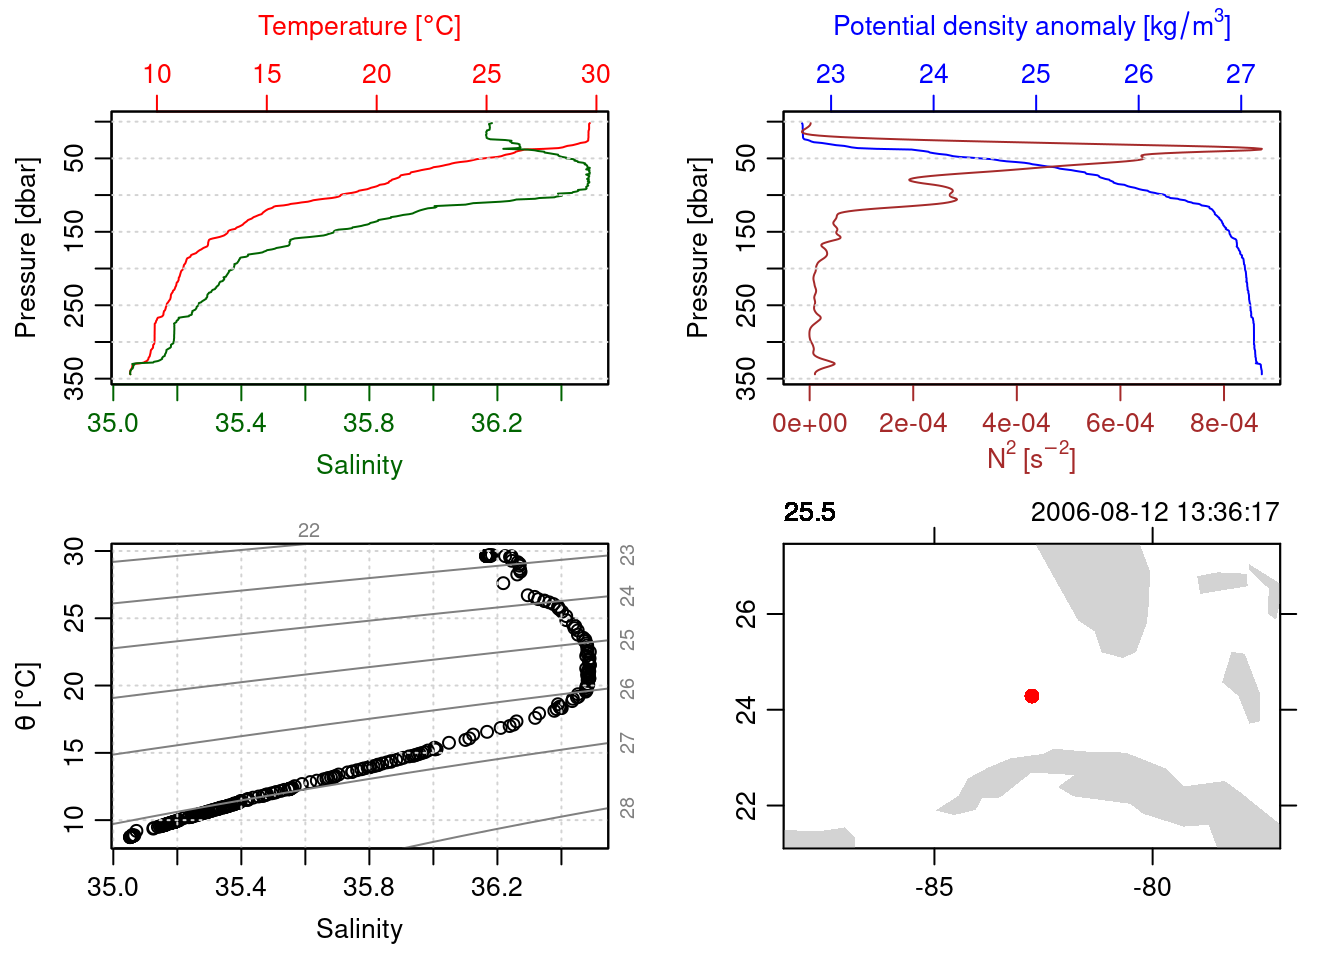 Temperature [°C]
10 15 20 25 30
Pressure [dbar]
50 150 250 350
35.0 35.4 35.8 36.2
Salinity
Potential density anomaly [kg/m³]
23 24 25 26 27
Pressure [dbar]
50 150 250 350
0e+00 2e-04 4e-04 6e-04 8e-04
N² [s⁻²]
22
23
24
25
26
27
28
θ [°C]
30
25
20
15
10
35.0 35.4 35.8 36.2
Salinity
25.5 2006-08-12 13:36:17
26
24
22
-85 -80